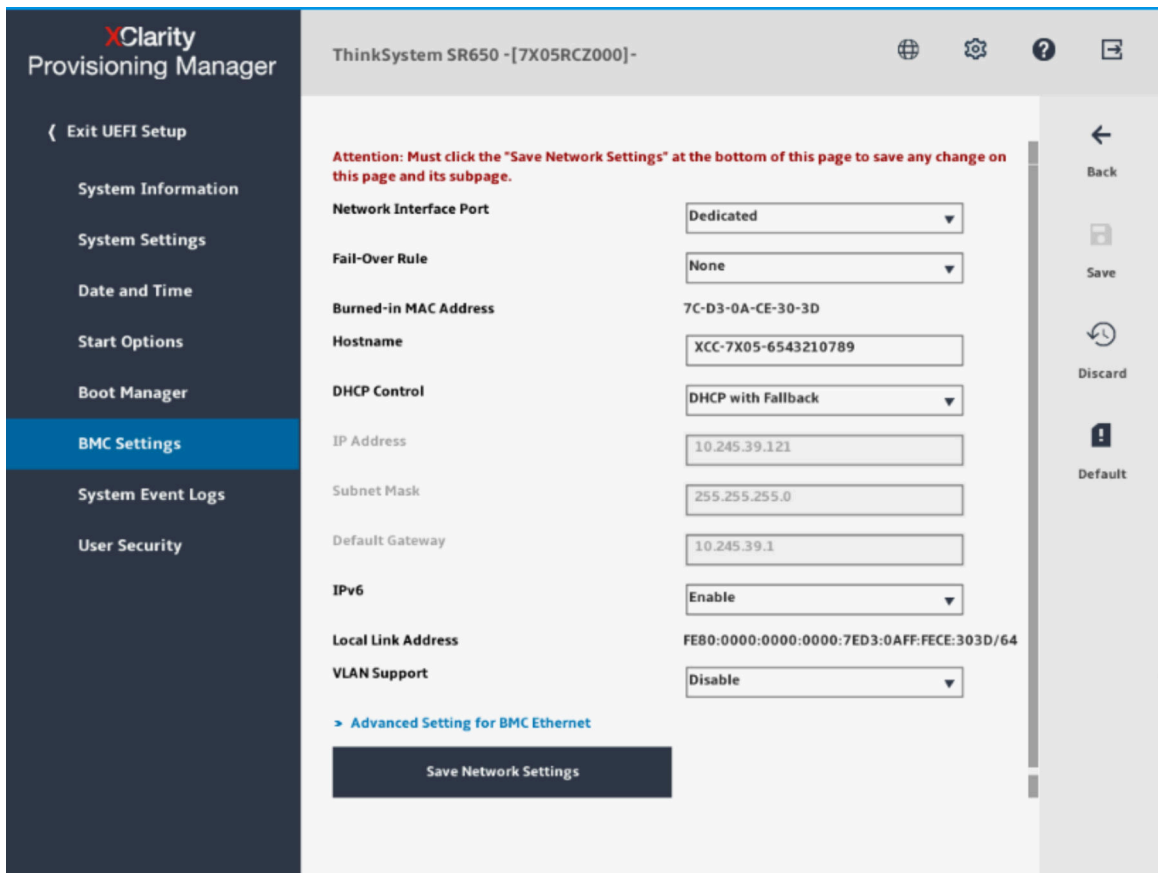 XClarity
Provisioning Manager
ThinkSystem SR650 -[7X05RCZ000]-
Exit UEFI Setup
System Information
System Settings
Date and Time
Start Options
Boot Manager
BMC Settings
System Event Logs
User Security
Attention: Must click the "Save Network Settings" at the bottom of this page to save any change on
this page and its subpage.
Network Interface Port
Dedicated
Fail-Over Rule
None
Burned-in MAC Address
7C-D3-0A-CE-30-3D
Hostname
XCC-7X05-6543210789
DHCP Control
DHCP with Fallback
IP Address
10.245.39.121
Subnet Mask
255.255.255.0
Default Gateway
10.245.39.1
IPv6
Enable
Local Link Address
FE80:0000:0000:0000:7ED3:0AFF:FECE:303D/64
VLAN Support
Disable
> Advanced Setting for BMC Ethernet
Save Network Settings
Back
Save
Discard
Default